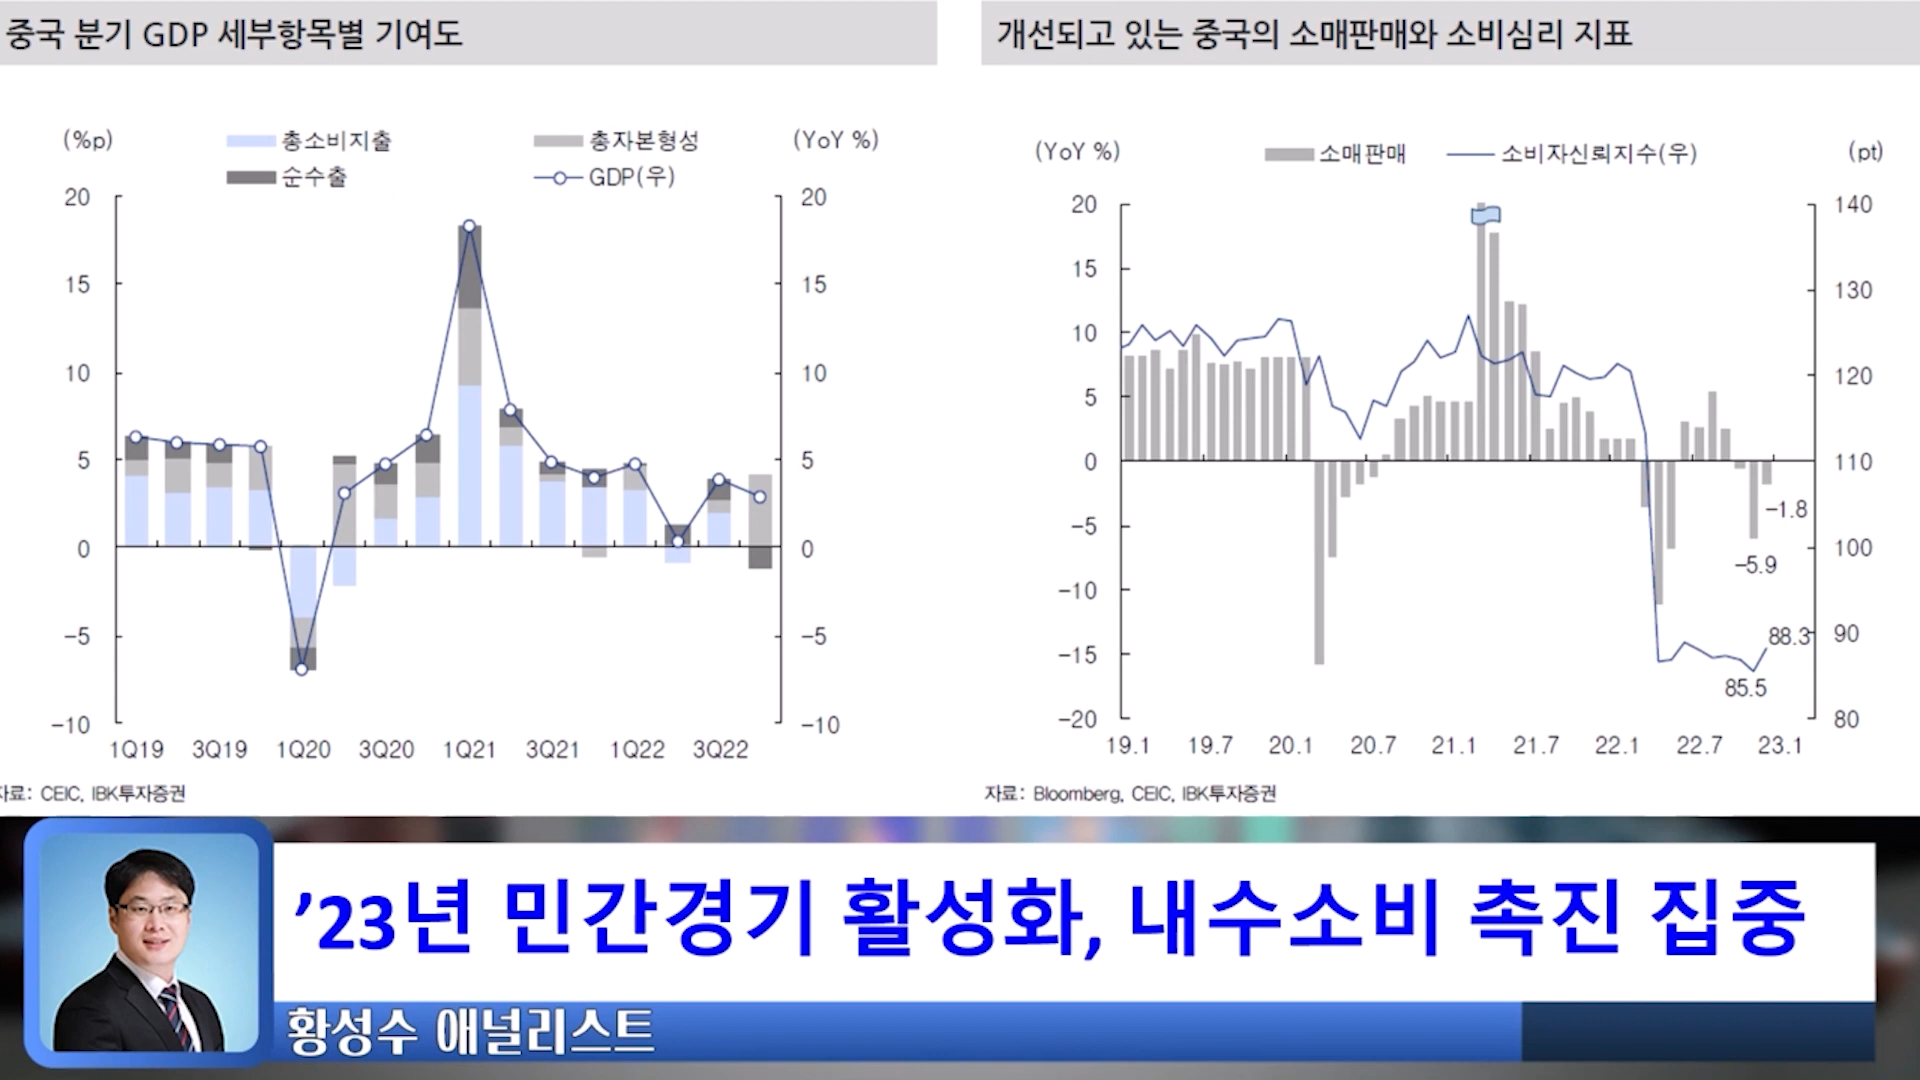 중국 분기 GDP 세부항목별 기여도
(%p)
총소비지출
총자본형성
(YoY %)
순수출
GDP(우)
20
15
10
5
0
-5
-10
20
15
10
5
0
-5
-10
1Q19
3Q19
1Q20
3Q20
1Q21
3Q21
1Q22
3Q22
자료: CEIC, IBK투자증권
개선되고 있는 중국의 소매판매와 소비심리 지표
(YoY %)
소매판매
소비자신뢰지수(우)
(pt)
20
15
10
5
0
-5
-10
-15
-20
140
130
120
110
100
90
80
-1.8
-5.9
88.3
85.5
19.1
19.7
20.1
20.7
21.1
21.7
22.1
22.7
23.1
자료: Bloomberg, CEIC, IBK투자증권
’23년 민간경기 활성화, 내수소비 촉진 집중
황성수 애널리스트